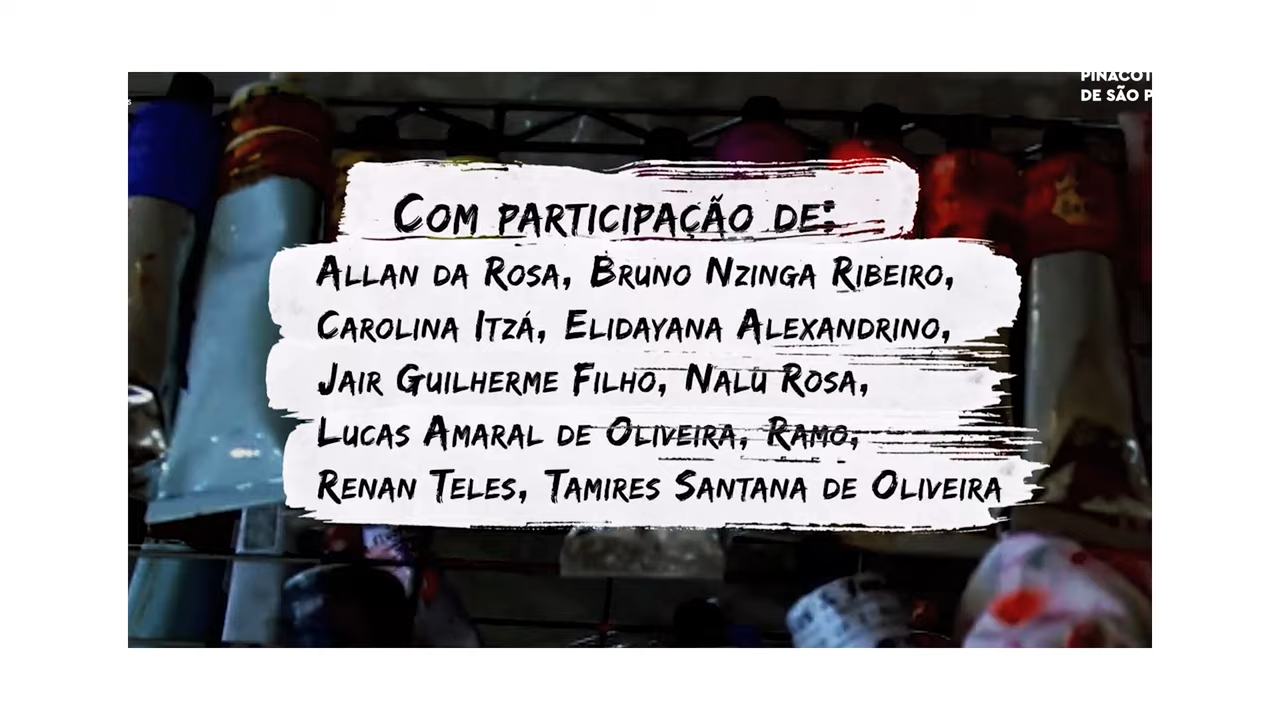 DE SÃO P
COM PARTICIPAÇÃO DE:
ALLAN DA ROSA, BRUNO NZINGA RIBEIRO,
CAROLINA ITZÁ, ELIDAYANA ALEXANDRINO,
JAIR GUILHERME FILHO, NALU ROSA,
LUCAS AMARAL DE OLIVEIRA, RAMO,
RENAN TELES, TAMIRES SANTANA DE OLIVEIRA